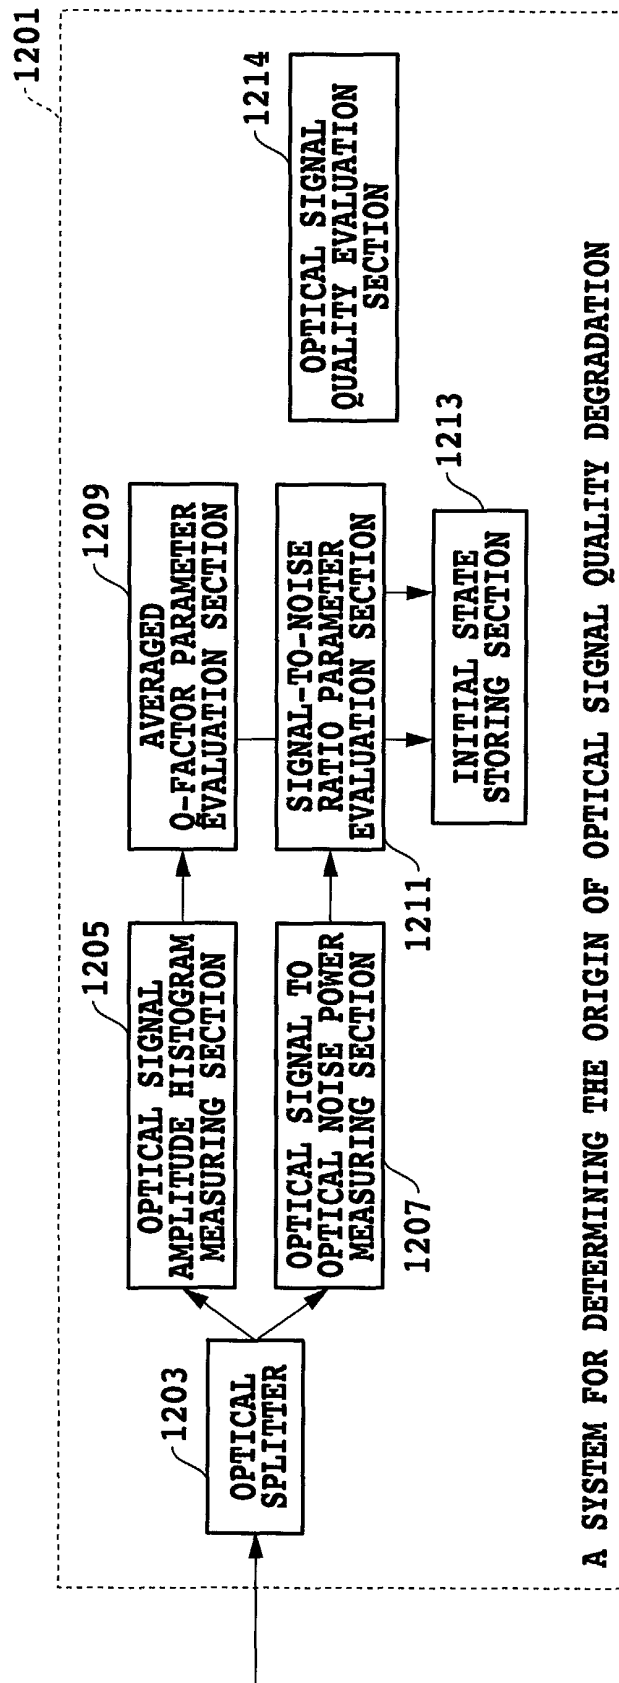 1201
1203
OPTICAL
SPLITTER
1205
OPTICAL SIGNAL
AMPLITUDE HISTOGRAM
MEASURING SECTION
OPTICAL SIGNAL TO
OPTICAL NOISE POWER
MEASURING SECTION
1207
1209
AVERAGED
Q-FACTOR PARAMETER
EVALUATION SECTION
SIGNAL-TO-NOISE
RATIO PARAMETER
EVALUATION SECTION
1211
1213
INITIAL STATE
STORING SECTION
1214
OPTICAL SIGNAL
QUALITY EVALUATION
SECTION
A SYSTEM FOR DETERMINING THE ORIGIN OF OPTICAL SIGNAL QUALITY DEGRADATION